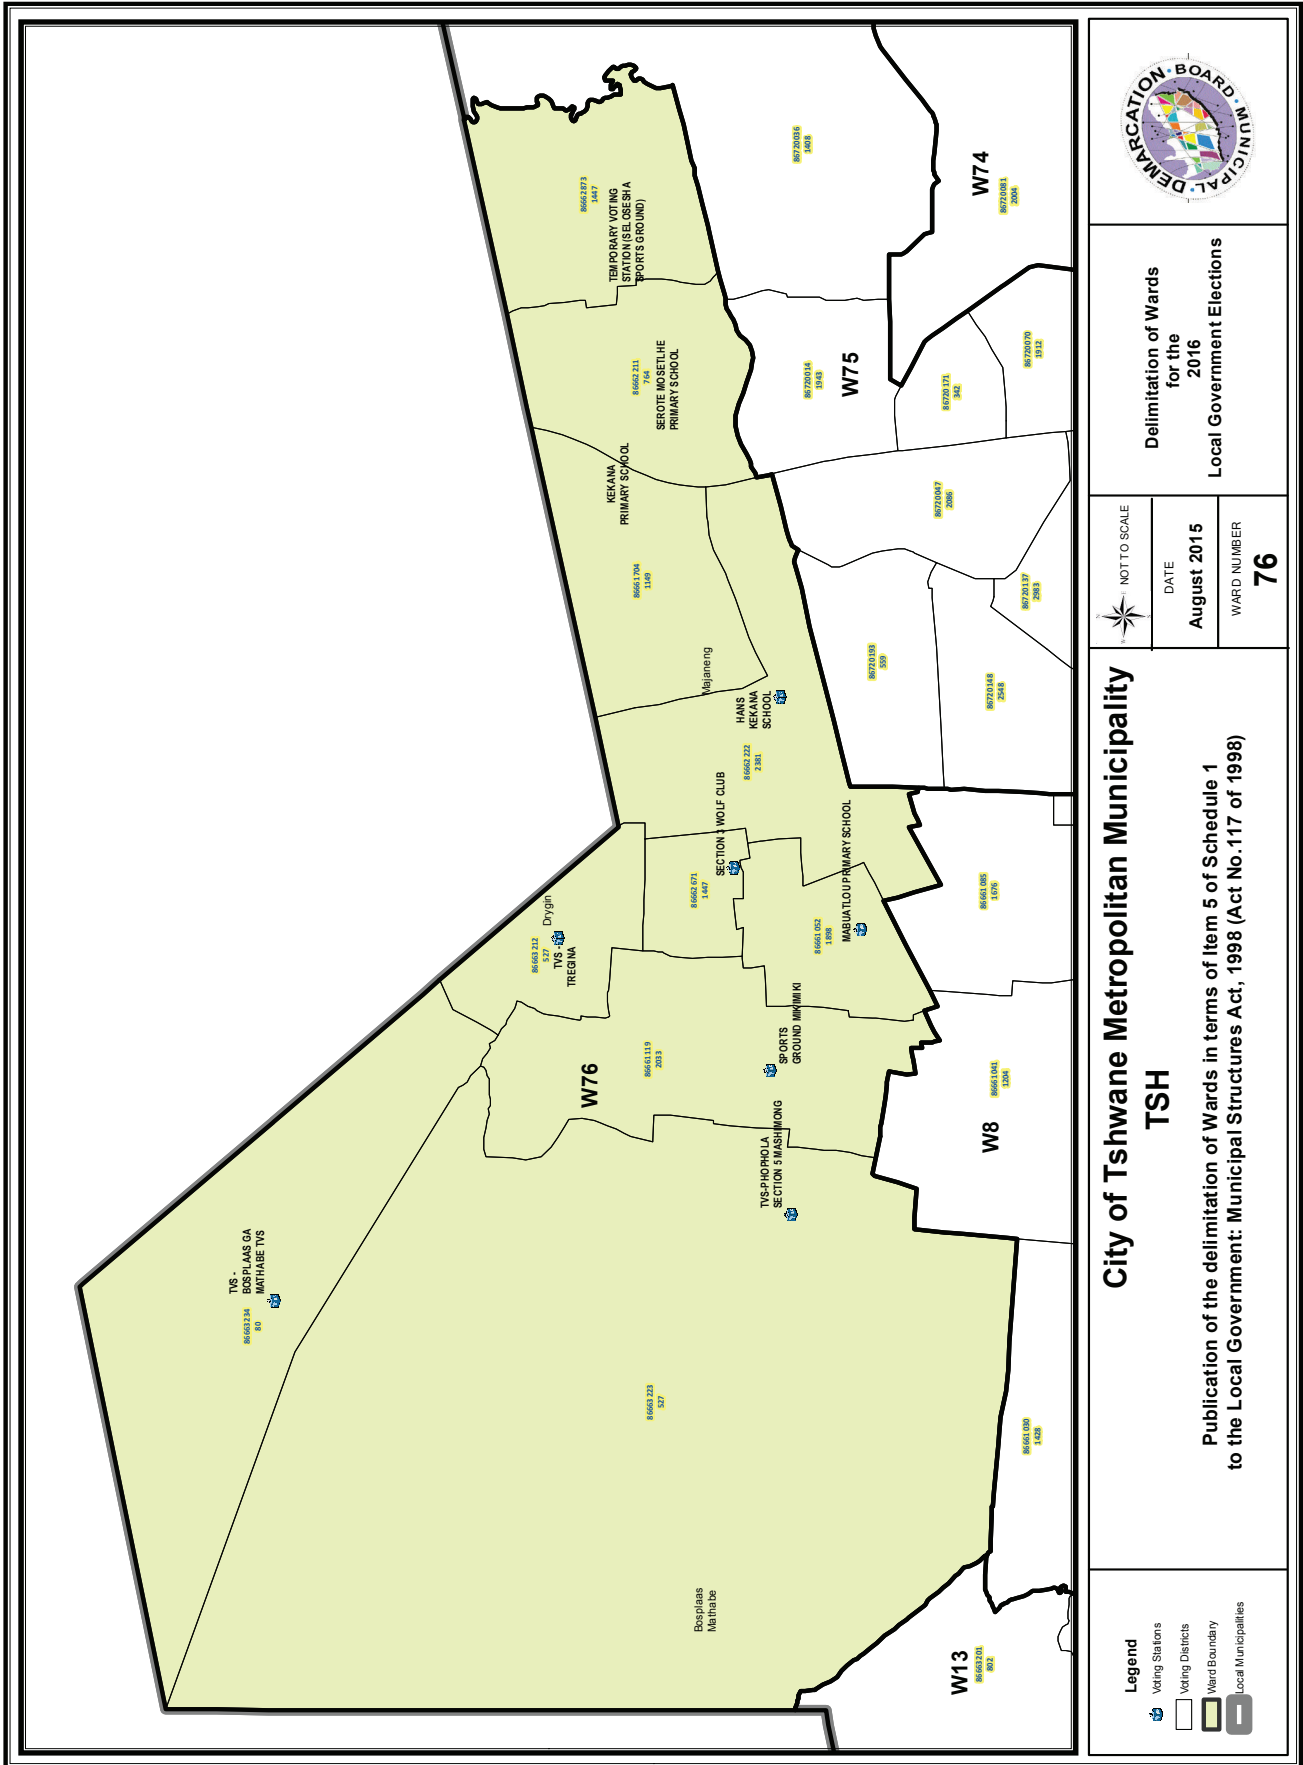 86662873
1447
TEMPORARY VOTING
STATION (SELOSESHA
SPORTS GROUND)
86662211
764
SEROTE MOSETLHE
PRIMARY SCHOOL
KEKANA
PRIMARY SCHOOL
86661704
1149
Majaneng
HANS
KEKANA
SCHOOL
86662222
2381
SECTION 3 WOLF CLUB
86662671
1447
MABUATLOU PRIMARY SCHOOL
86661052
1898
Drygin
86663212
527
TVS -
TREGINA
W76
86661119
2033
SPORTS
GROUND MIKIMIKI
TVS-PHOPHOLA
SECTION 5 MASHIMONG
TVS -
BOSPLAAS GA
MATHABE TVS
86663234
80
86663223
527
Bosplaas
Mathabe
86720036
1408
W74
86720081
2004
86720014
1943
W75
86720171
342
86720070
1912
86720047
2086
86720137
2983
86720193
559
86720148
2548
86661085
1676
86661041
1204
W8
86661030
1428
W13
86663201
802
DEMARCATION BOARD MUNICIPAL
Delimitation of Wards
for the
2016
Local Government Elections
NOT TO SCALE
DATE
August 2015
WARD NUMBER
76
City of Tshwane Metropolitan Municipality
TSH
Publication of the delimitation of Wards in terms of Item 5 of Schedule 1
to the Local Government: Municipal Structures Act, 1998 (Act No.117 of 1998)
Legend
Voting Stations
Voting Districts
Ward Boundary
Local Municipalities